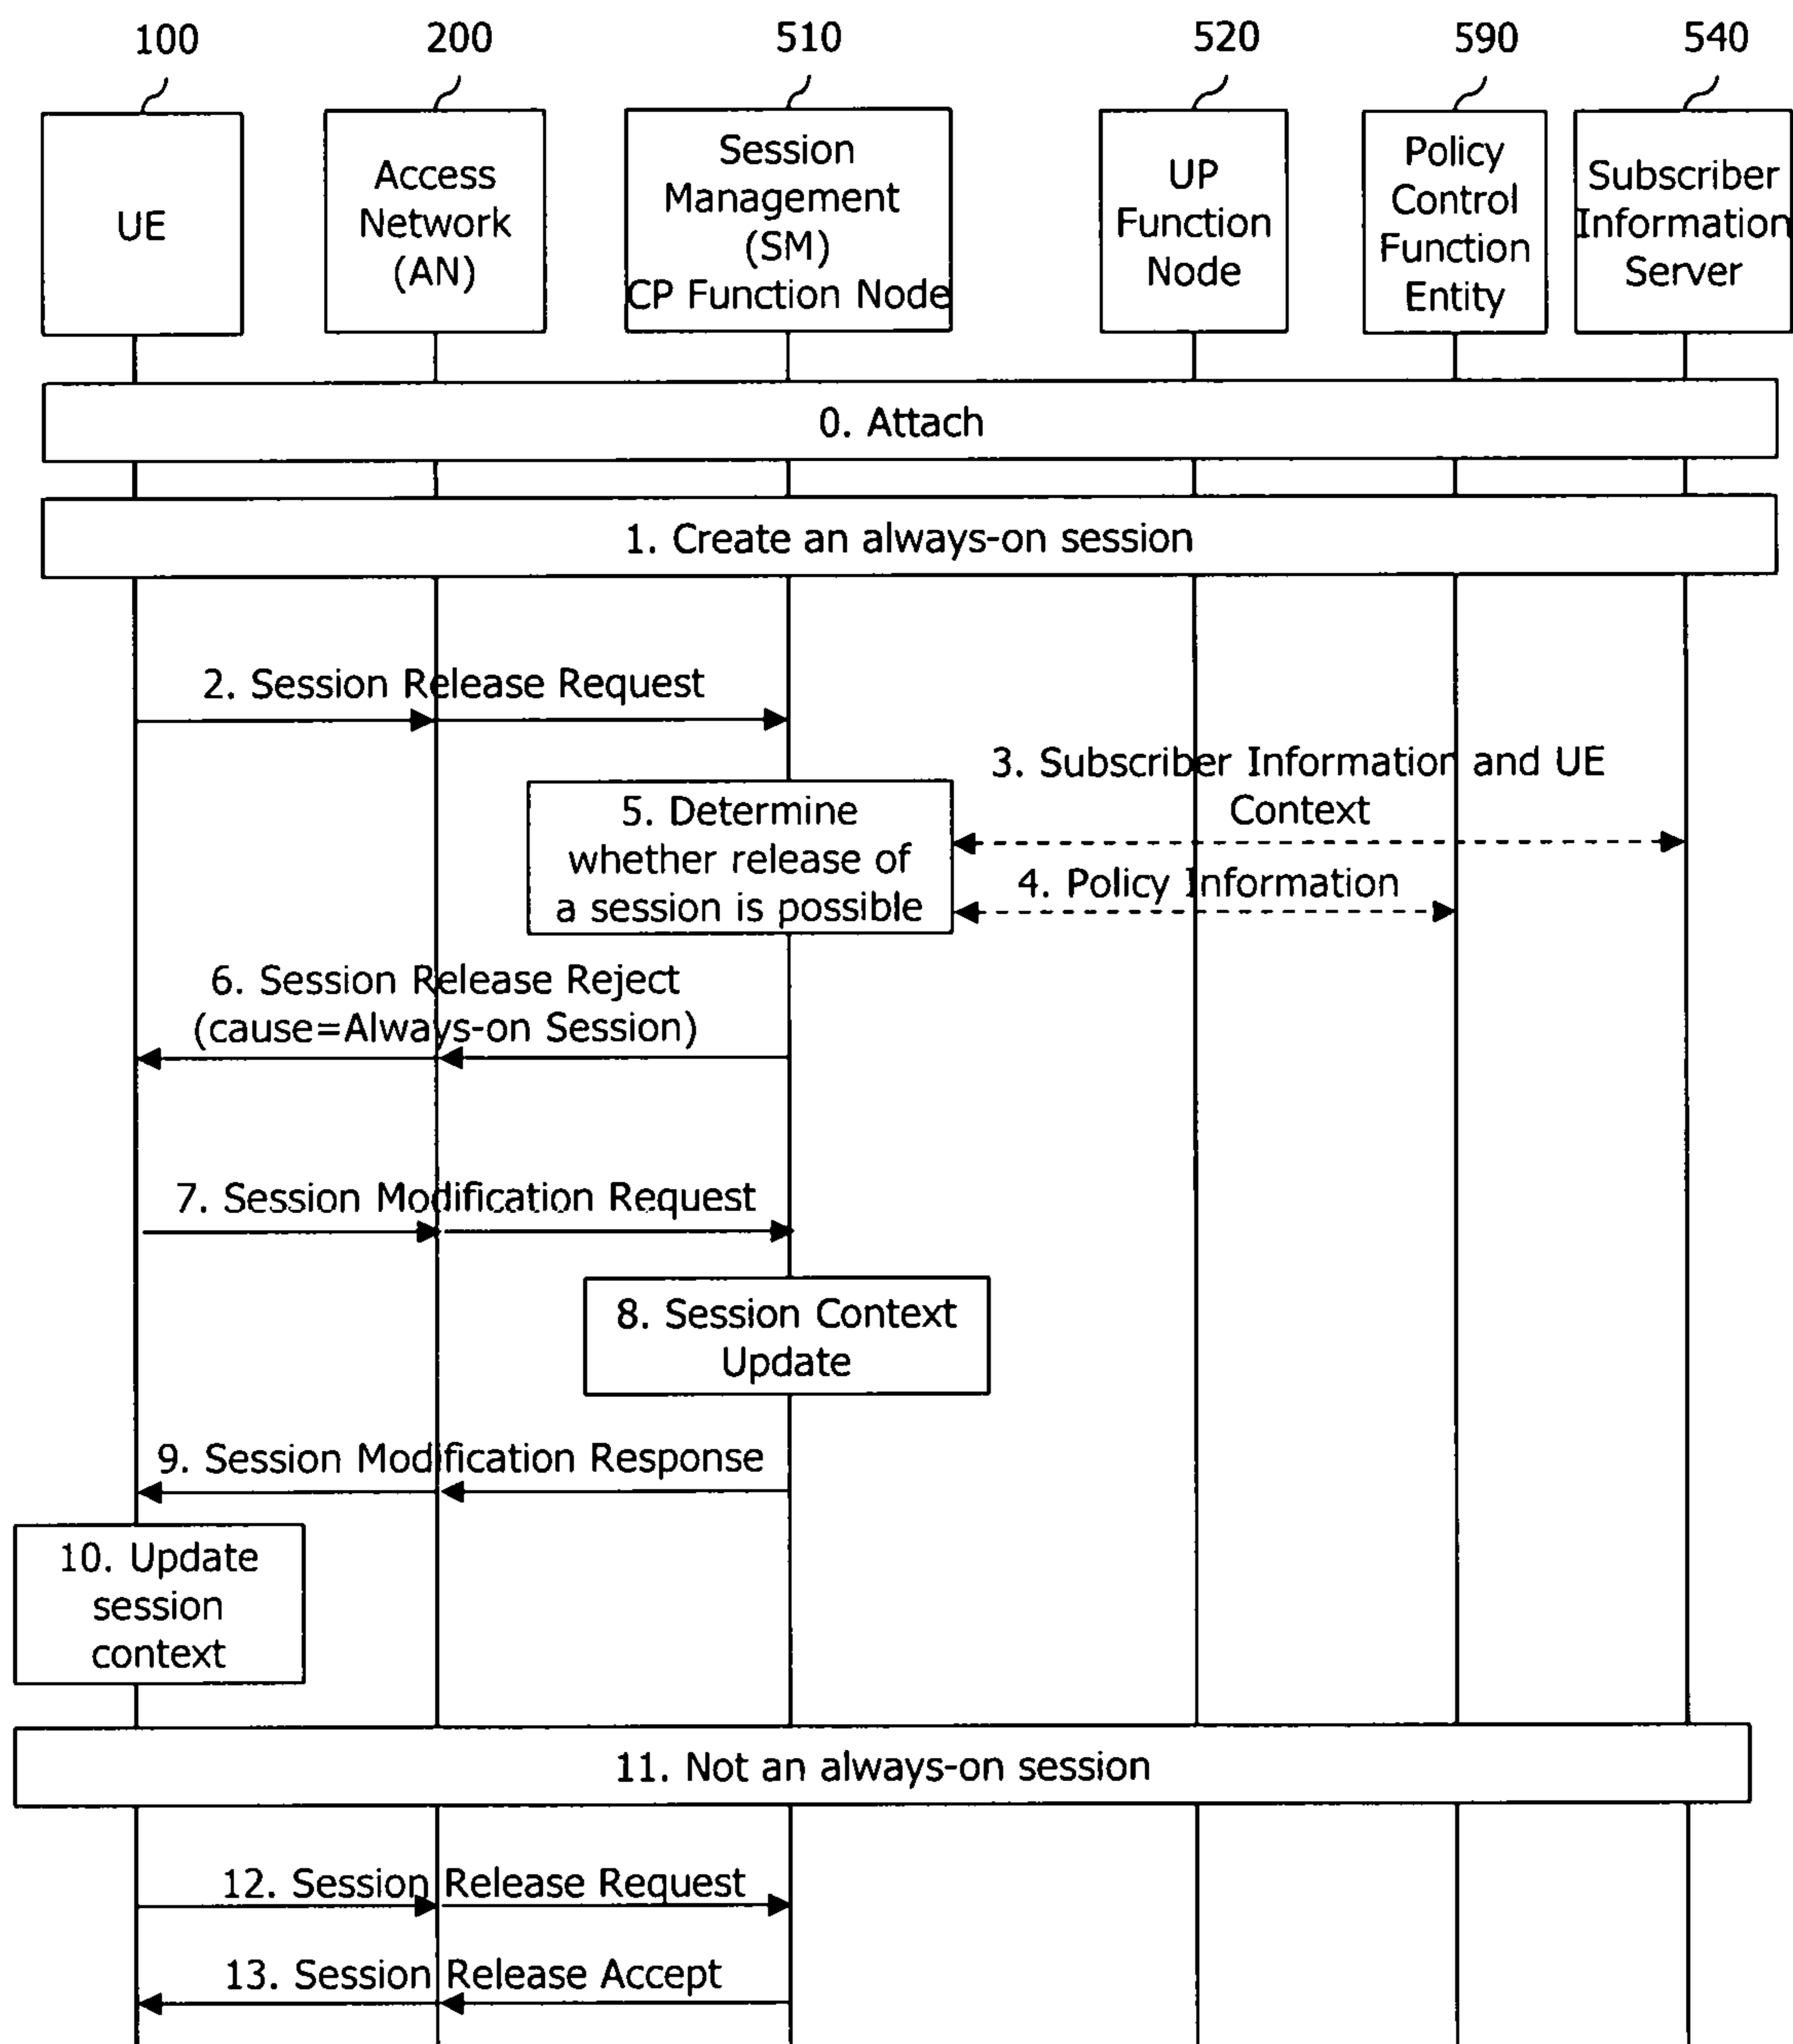 100
200
510
520
590
540
UE
Access
Network
(AN)
Session
Management
(SM)
CP Function Node
UP
Function
Node
Policy
Control
Function
Entity
Subscriber
Information
Server
0. Attach
1. Create an always-on session
2. Session Release Request
3. Subscriber Information and UE
Context
4. Policy Information
5. Determine
whether release of
a session is possible
6. Session Release Reject
(cause=Always-on Session)
7. Session Modification Request
8. Session Context
Update
9. Session Modification Response
10. Update
session
context
11. Not an always-on session
12. Session Release Request
13. Session Release Accept